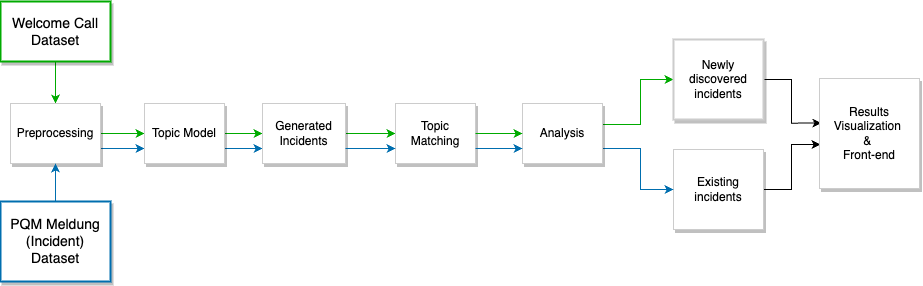 Welcome Call
Dataset
Preprocessing
Topic Model
Generated
Incidents
Topic
Matching
Analysis
Newly
discovered
incidents
Existing
incidents
Results
Visualization
&
Front-end
PQM Meldung
(Incident)
Dataset